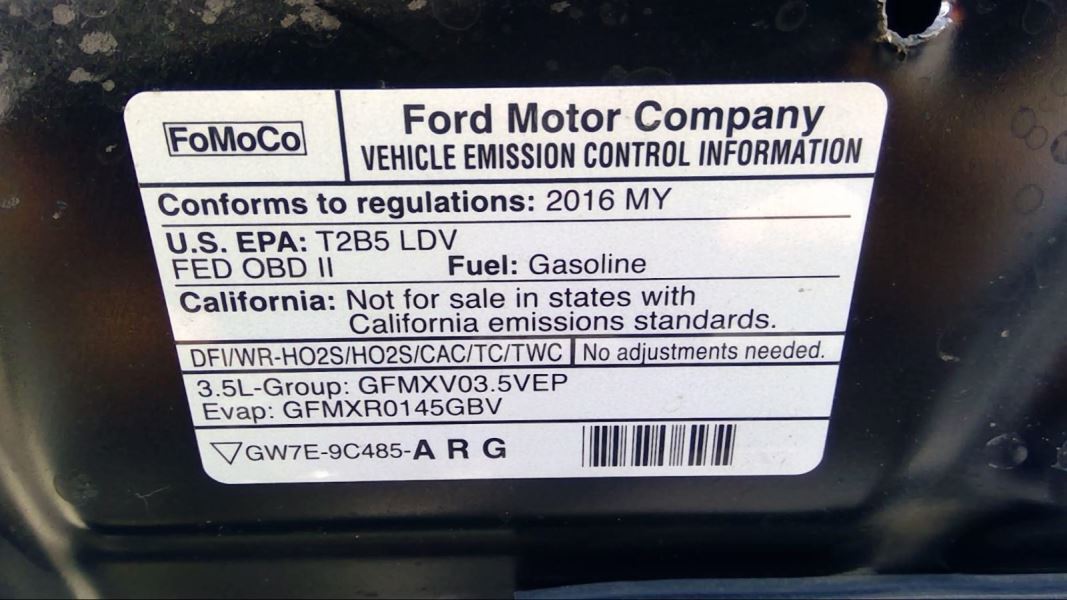 FoMoCo
Ford Motor Company
VEHICLE EMISSION CONTROL INFORMATION
Conforms to regulations: 2016 MY
U.S. EPA: T2B5 LDV
FED OBD II Fuel: Gasoline
California: Not for sale in states with
California emissions standards.
DFI/WR-HO2S/HO2S/CAC/TC/TWC No adjustments needed.
3.5L-Group: GFMXV03.5VEP
Evap: GFMXR0145GBV
GW7E-9C485-A R G